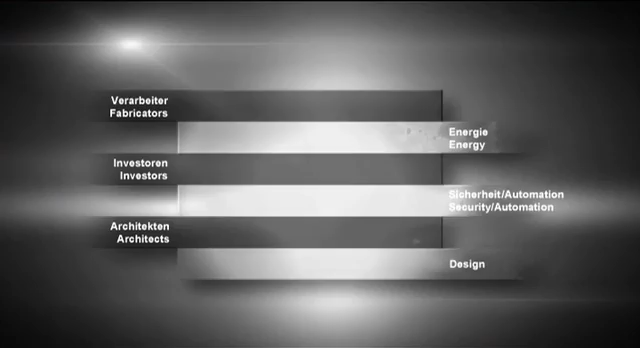 Verarbeiter
Fabricators
Energie
Energy
Investoren
Investors
Sicherheit/Automation
Security/Automation
Architekten
Architects
Design